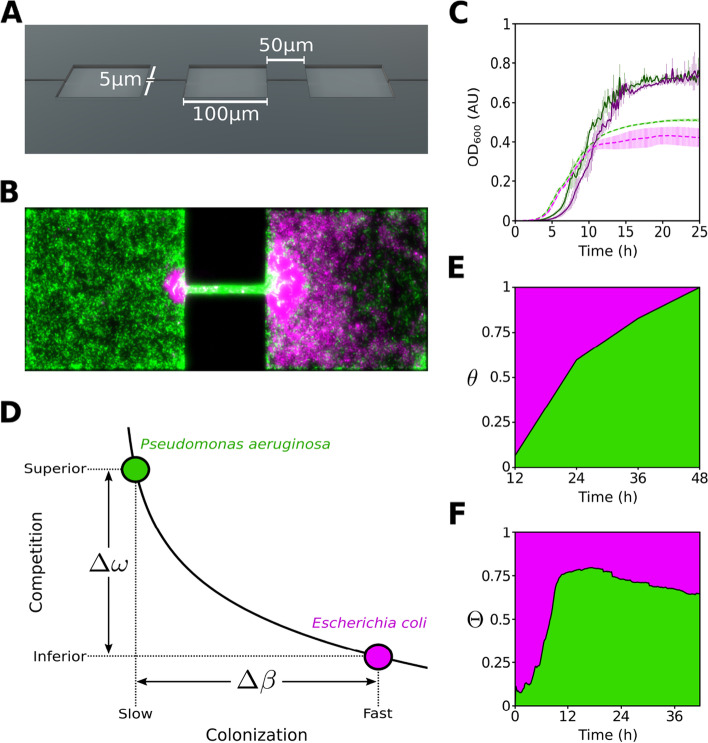 A
50μm
5μm
100μm
B
C
OD600 (AU)
1
0.8
0.6
0.4
0.2
0
0 5 10 15 20 25
Time (h)
D
Pseudomonas aeruginosa
Superior
Competition
Δω
Escherichia coli
Inferior
Δβ
Slow
Fast
Colonization
E
θ
1
0.75
0.5
0.25
0
12 24 36 48
Time (h)
F
Θ
1
0.75
0.5
0.25
0
0 12 24 36
Time (h)